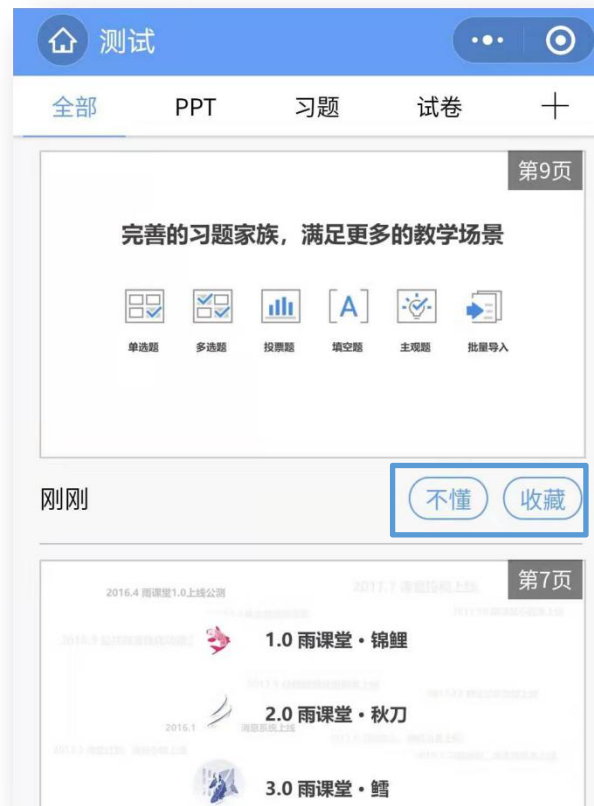 测试
全部 PPT 习题 试卷
第9页
完善的习题家族，满足更多的教学场景
A
单选题 多选题 投票题 填空题 主观题 批量导入
刚刚 不懂 收藏
第7页
2016.4 雨课堂1.0上线公测
1.0 雨课堂·锦鲤
2.0 雨课堂·秋刀
2016.1
3.0 雨课堂·鳕